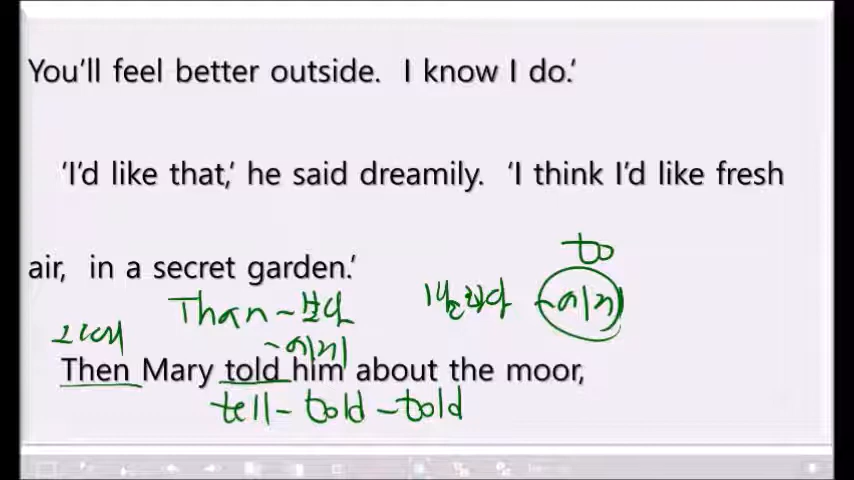 You'll feel better outside. I know I do.'
'I'd like that,' he said dreamily. 'I think I'd like fresh
air, in a secret garden.'
to
Than ~보다
말하다 ~에게
그때
~에게
Then Mary told him about the moor,
tell - told - told